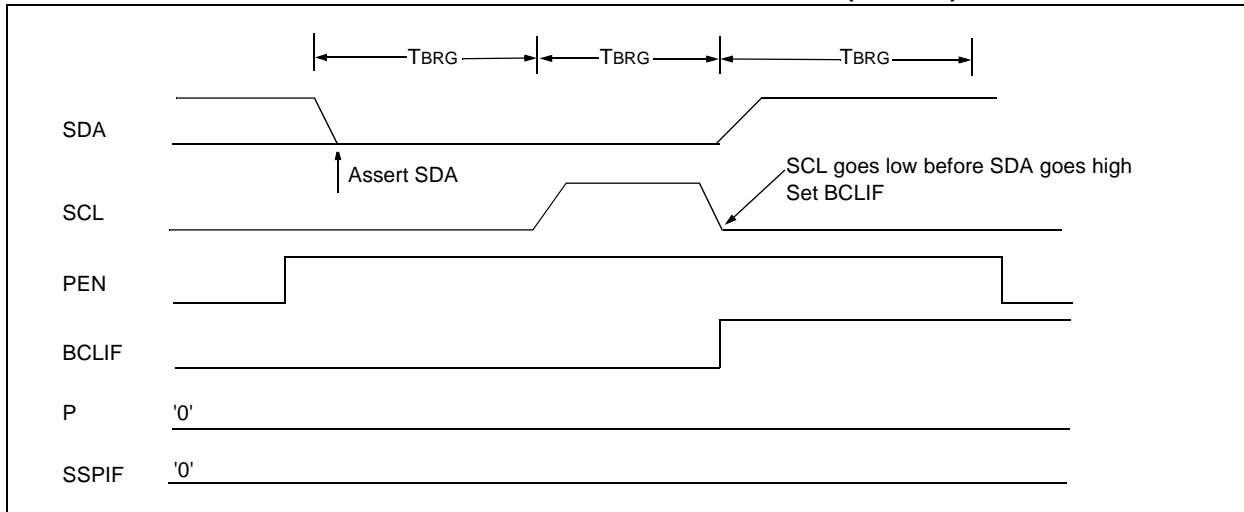 TBRG TBRG TBRG
SDA
Assert SDA
SCL goes low before SDA goes high
Set BCLIF
SCL
PEN
BCLIF
P '0'
SSPIF '0'